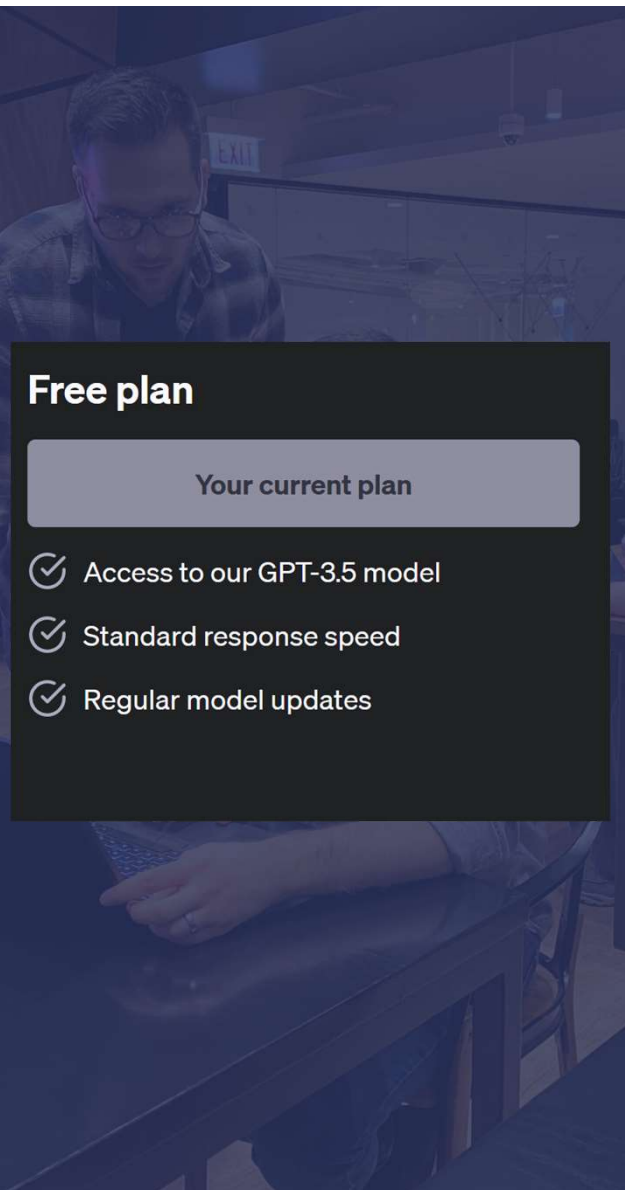 EXIT
Free plan
Your current plan
Access to our GPT-3.5 model
Standard response speed
Regular model updates